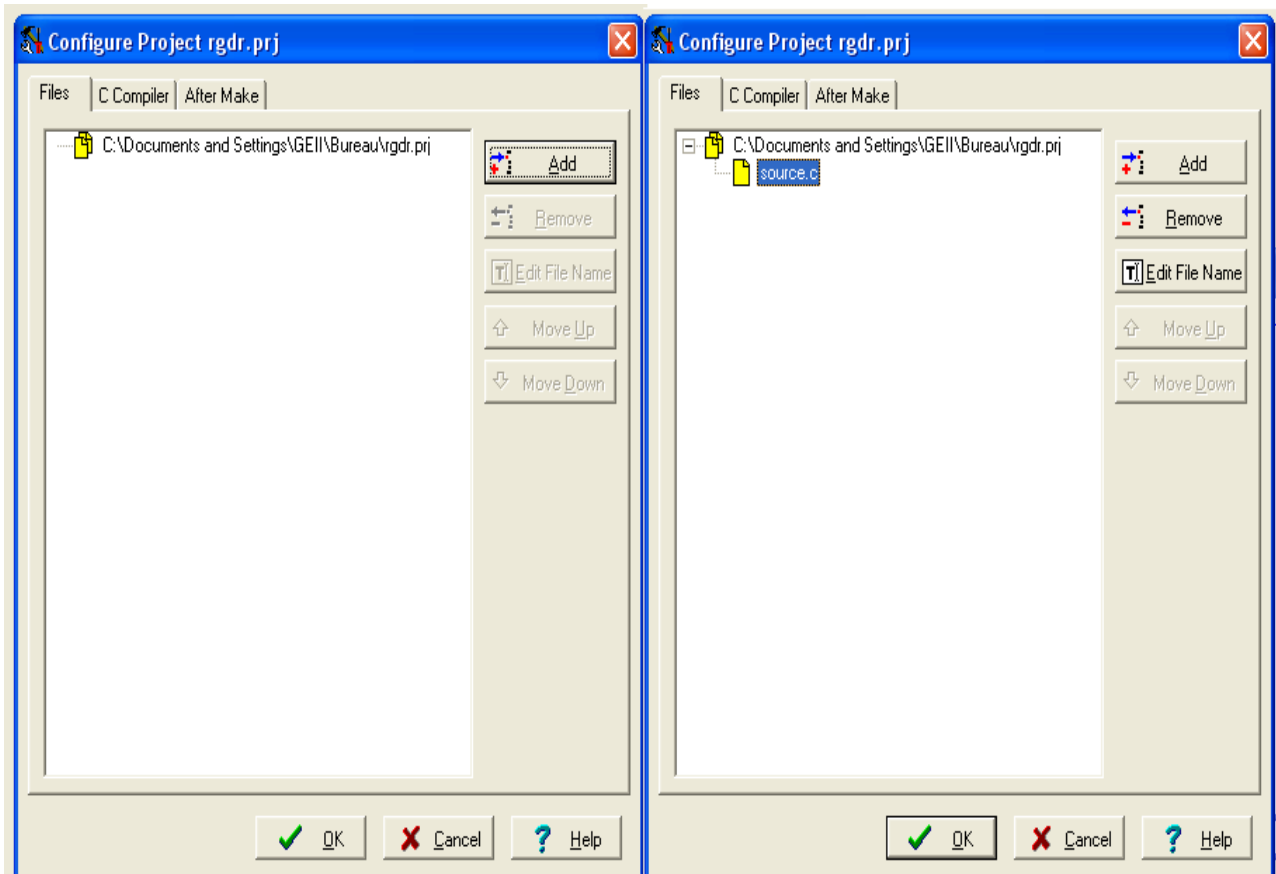 Configure Project rgdr.prj
Files
C Compiler
After Make
C:\Documents and Settings\GEII\Bureau\rgdr.prj
Add
Remove
Edit File Name
Move Up
Move Down
OK
Cancel
Help
Configure Project rgdr.prj
Files
C Compiler
After Make
C:\Documents and Settings\GEII\Bureau\rgdr.prj
source.c
Add
Remove
Edit File Name
Move Up
Move Down
OK
Cancel
Help